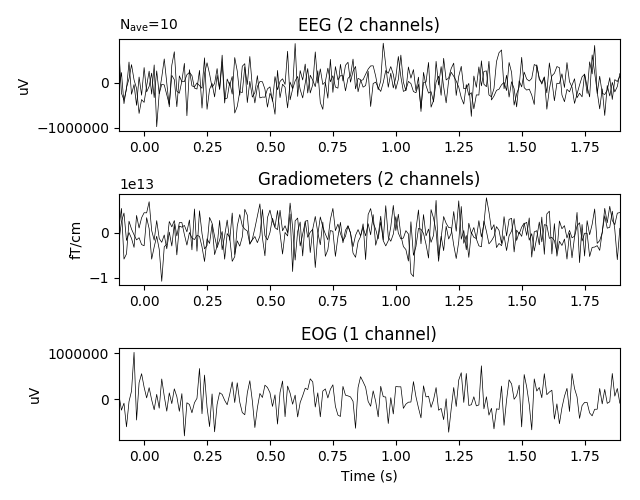 N_ave=10
EEG (2 channels)
uV
0
−1000000
0.00 0.25 0.50 0.75 1.00 1.25 1.50 1.75
1e13
Gradiometers (2 channels)
fT/cm
0
−1
0.00 0.25 0.50 0.75 1.00 1.25 1.50 1.75
EOG (1 channel)
uV
1000000
0
0.00 0.25 0.50 0.75 1.00 1.25 1.50 1.75
Time (s)